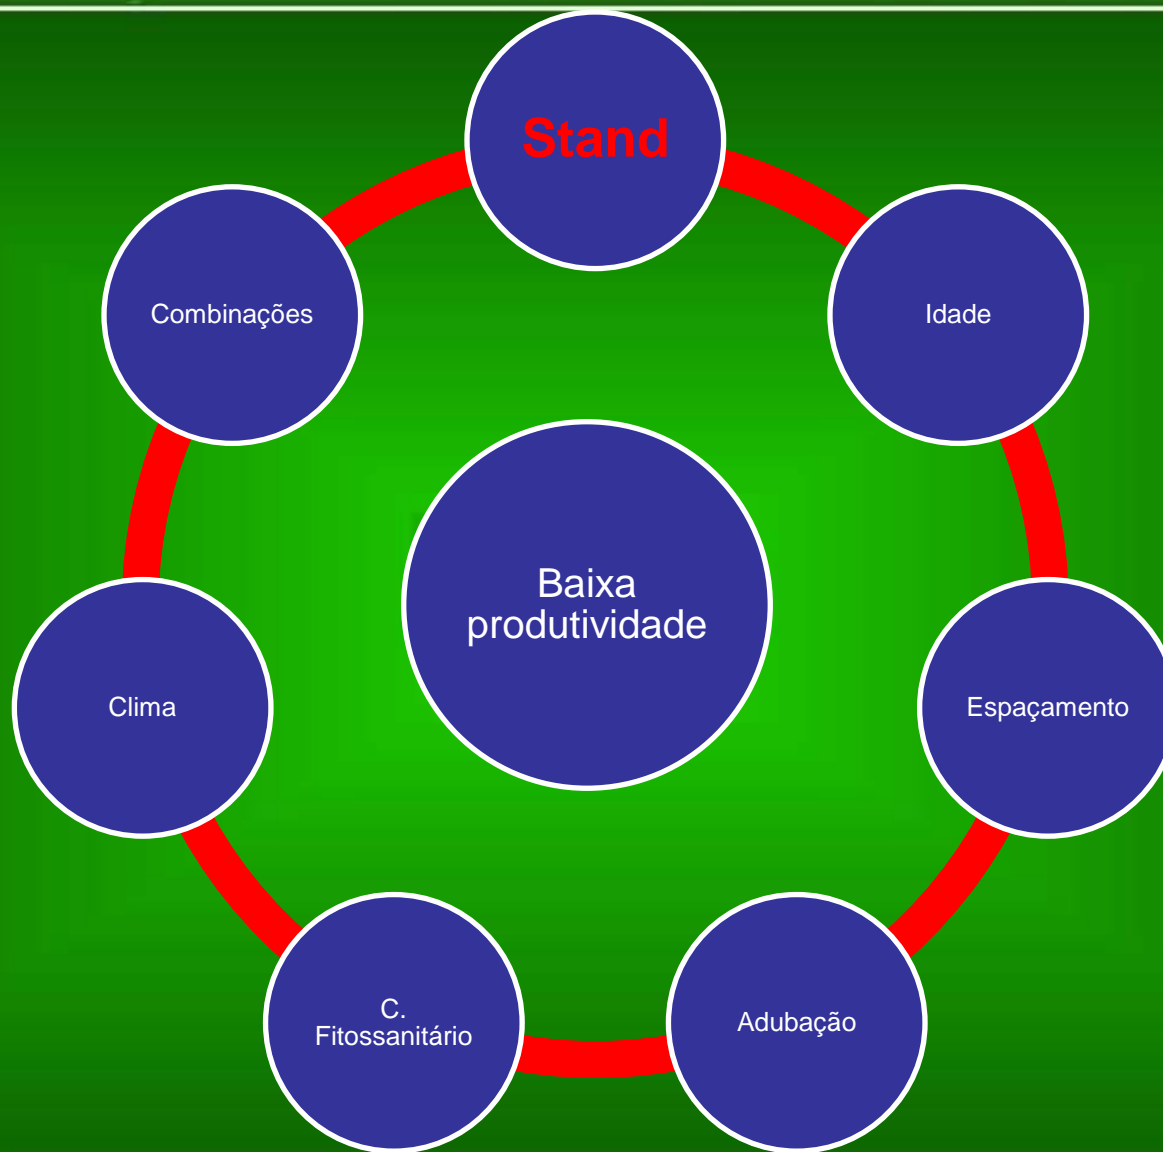 Stand
Combinações
Idade
Baixa
produtividade
Clima
Espaçamento
C.
Fitossanitário
Adubação